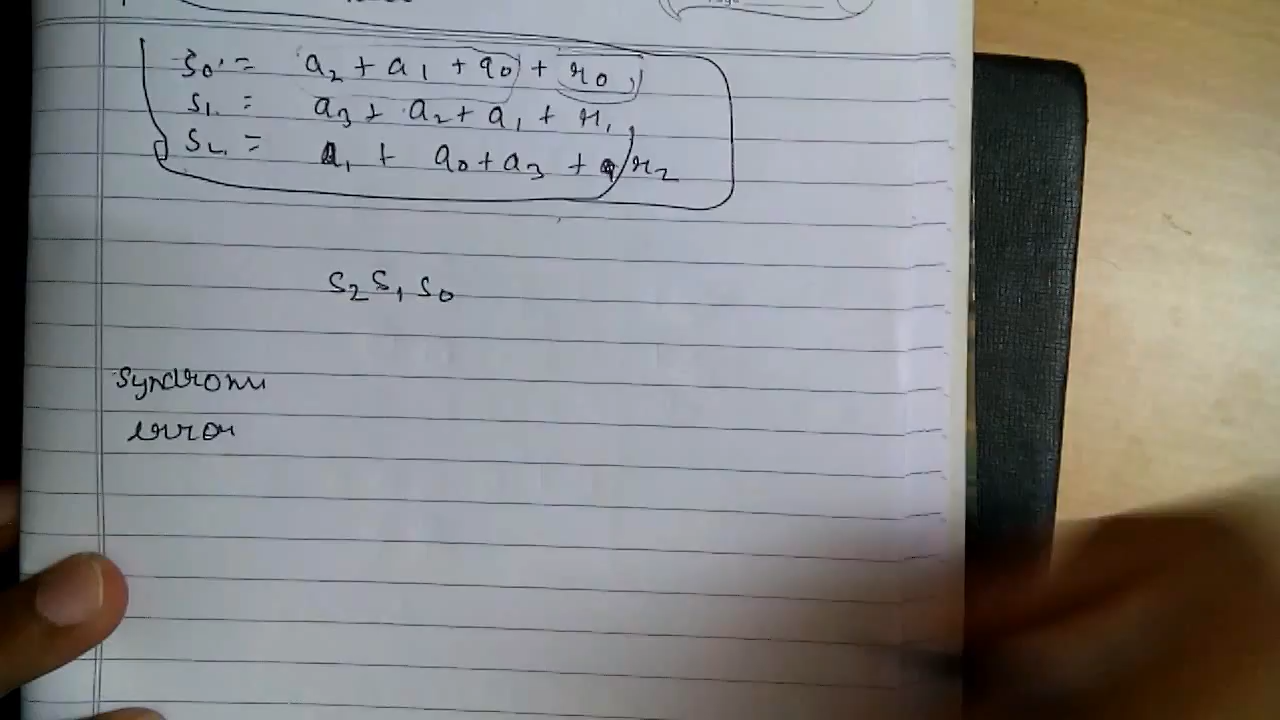 S0 = a2 + a1 + a0 + r0
S1 = a3 + a2 + a1 + r1
S2 = a1 + a0 + a3 + r2
S2 S1 S0
Syndrome
error